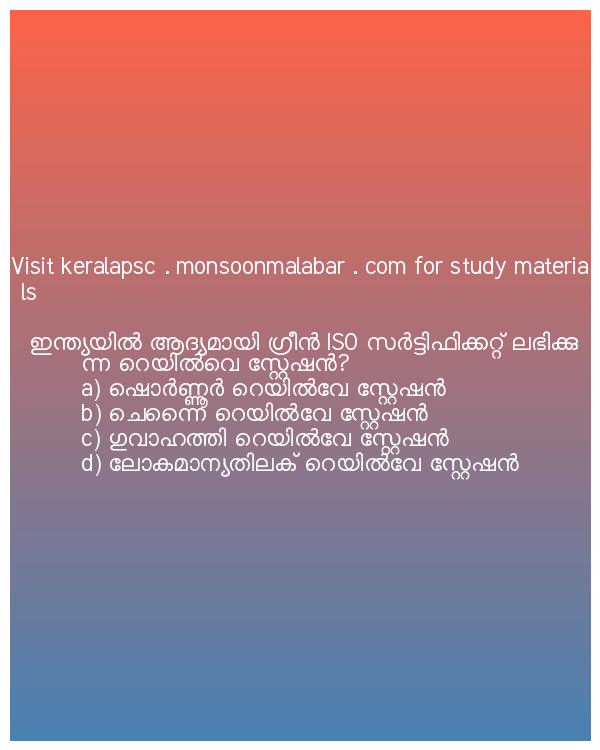 Visit keralapsc . monsoonmalabar . com for study materia
ls
ഇന്ത്യയിൽ ആദ്യമായി ഗ്രീൻ ISO സർട്ടിഫിക്കറ്റ് ലഭിക്കു
ന്ന റെയിൽവെ സ്റ്റേഷൻ?
a) ഷൊർണ്ണൂർ റെയിൽവേ സ്റ്റേഷൻ
b) ചെന്നൈ റെയിൽവേ സ്റ്റേഷൻ
c) ഗുവാഹത്തി റെയിൽവേ സ്റ്റേഷൻ
d) ലോകമാന്യതിലക് റെയിൽവേ സ്റ്റേഷൻ